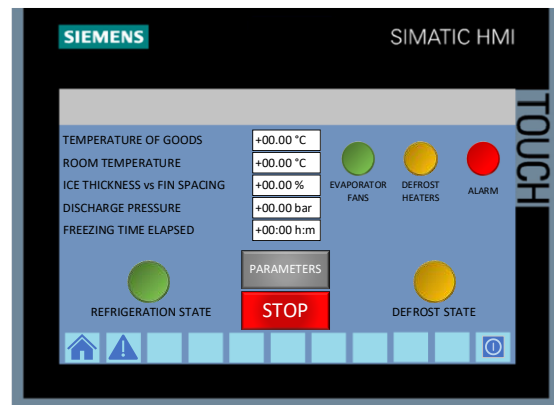 SIEMENS
SIMATIC HMI
TOUCH
TEMPERATURE OF GOODS +00.00 °C
ROOM TEMPERATURE +00.00 °C
ICE THICKNESS vs FIN SPACING +00.00 %
DISCHARGE PRESSURE +00.00 bar
FREEZING TIME ELAPSED +00:00 h:m
EVAPORATOR FANS
DEFROST HEATERS
ALARM
PARAMETERS
STOP
REFRIGERATION STATE
DEFROST STATE